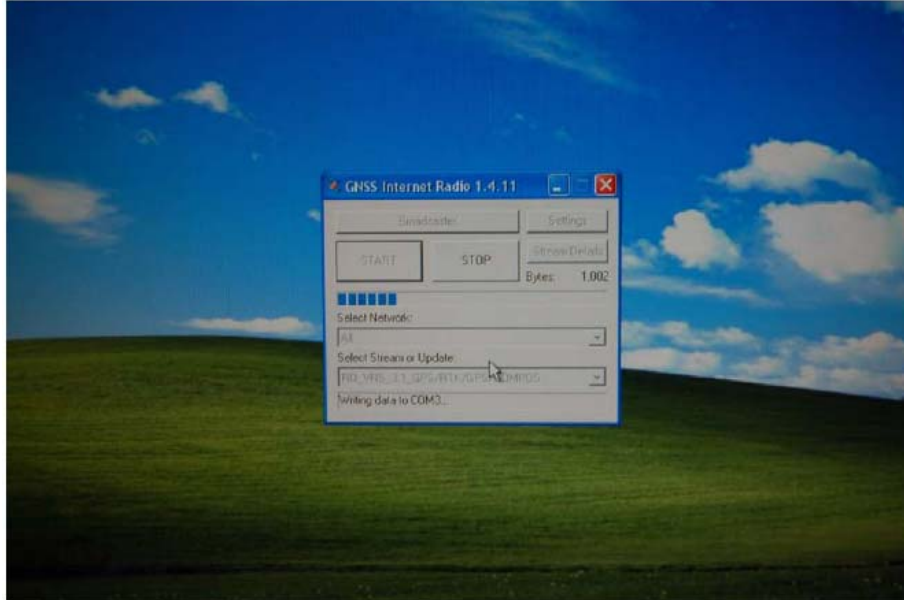 GNSS Internet Radio 1.4.11
Broadcaster Settings
START STOP Stream Details
Bytes: 1.002
Select Network:
All
Select Stream or Update:
Writing data to COM3...